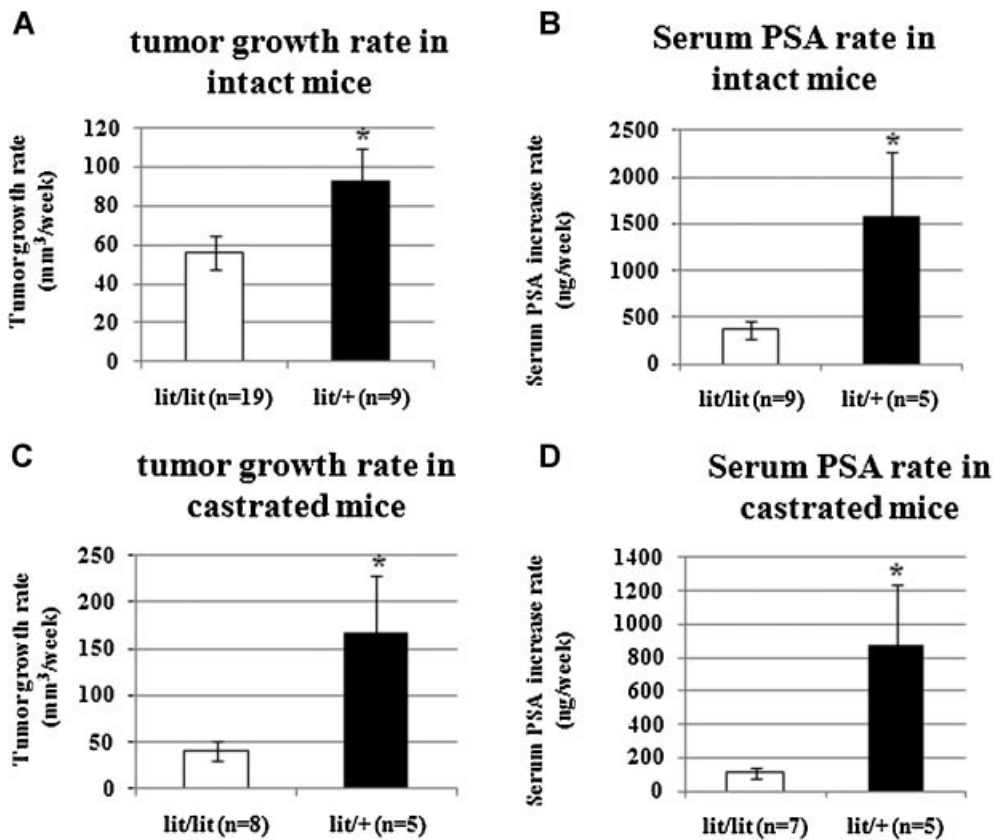 A
tumor growth rate in
intact mice
Tumor growth rate
(mm³/week)
120
100
80
60
40
20
0
*
lit/lit (n=19)
lit/+ (n=9)
B
Serum PSA rate in
intact mice
Serum PSA increase rate
(ng/week)
2500
2000
1500
1000
500
0
*
lit/lit (n=9)
lit/+ (n=5)
C
tumor growth rate in
castrated mice
Tumor growth rate
(mm³/week)
250
200
150
100
50
0
*
lit/lit (n=8)
lit/+ (n=5)
D
Serum PSA rate in
castrated mice
Serum PSA increase rate
(ng/week)
1400
1200
1000
800
600
400
200
0
*
lit/lit (n=7)
lit/+ (n=5)